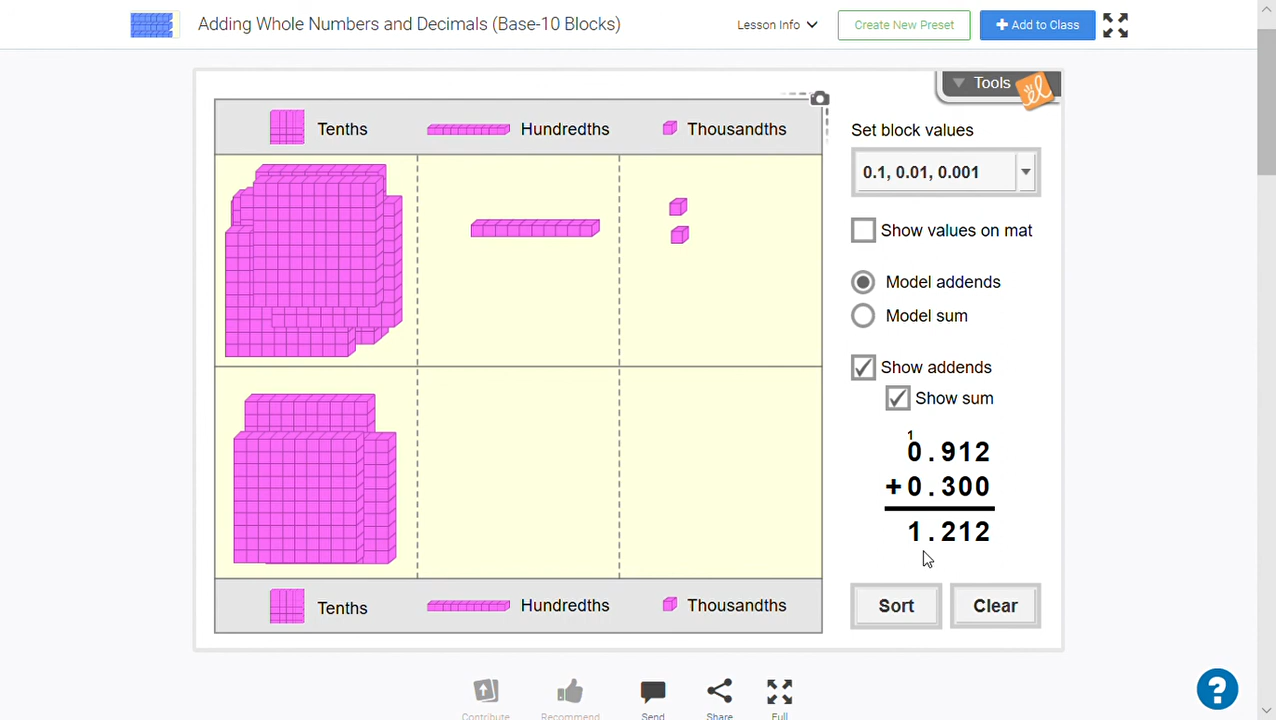 Adding Whole Numbers and Decimals (Base-10 Blocks)
Lesson Info
Create New Preset
+ Add to Class
Tools
Tenths
Hundredths
Thousandths
Set block values
0.1, 0.01, 0.001
Show values on mat
Model addends
Model sum
Show addends
Show sum
1
0.912
+0.300
1.212
Sort
Clear
Tenths
Hundredths
Thousandths
Contribute
Recommend
Send
Share
Full
?